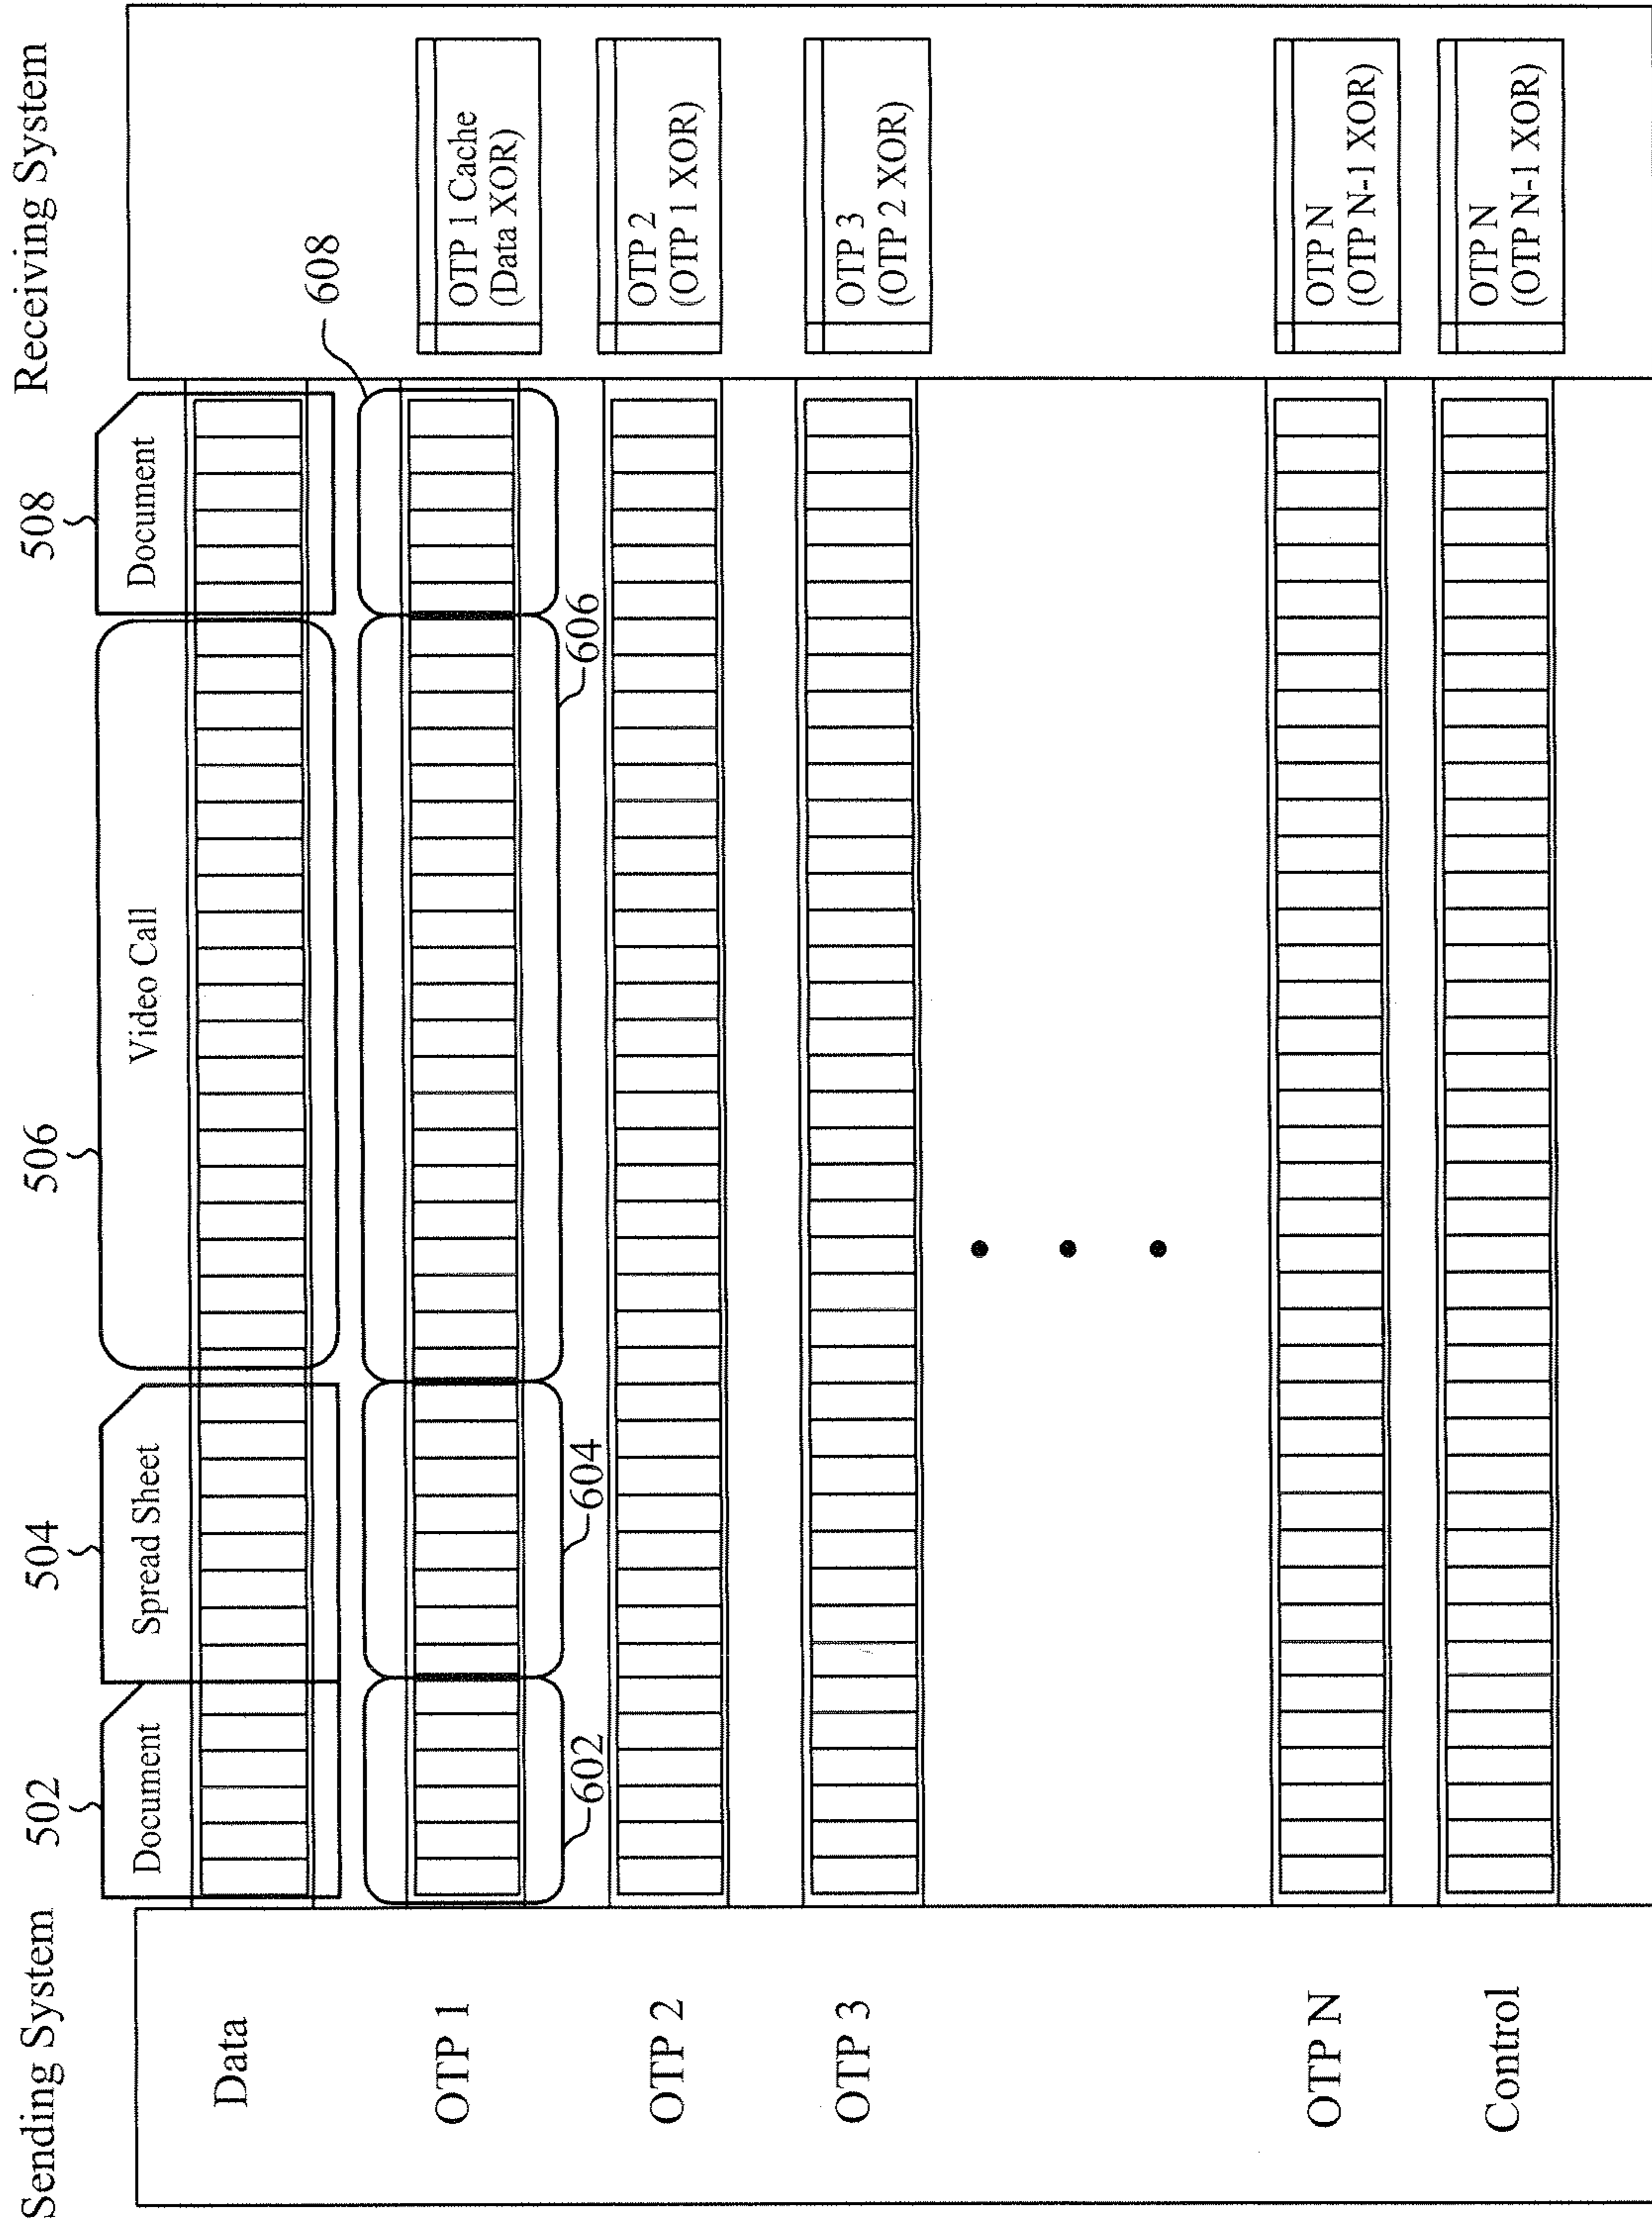 Sending System
Receiving System
502
504
506
508
Document
Spread Sheet
Video Call
Document
Data
608
OTP 1
OTP 1 Cache
(Data XOR)
602
604
606
OTP 2
OTP 2
(OTP 1 XOR)
OTP 3
OTP 3
(OTP 2 XOR)
OTP N
OTP N
(OTP N-1 XOR)
Control
OTP N
(OTP N-1 XOR)